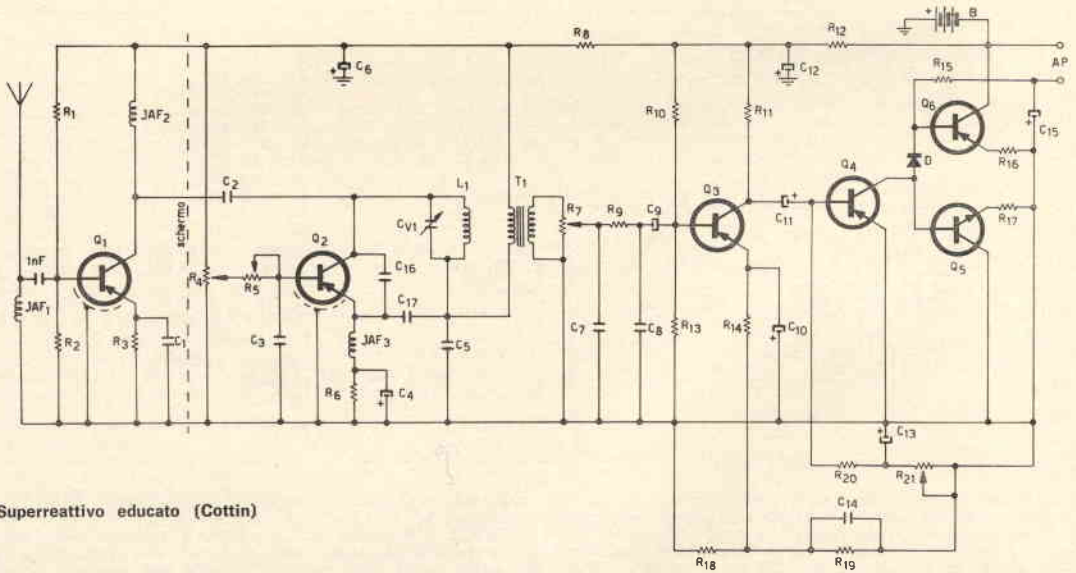 B
R12
R8
AP
R15
C6
C12
Q6
C15
R1
JAF2
R10
R11
R16
D
C2
L1
T1
CV1
Q4
schermo
R7
R9
C9
Q3
C11
R17
Q1
Q2
1nF
C16
Q5
R4
R5
C17
JAF1
R2
R3
C1
C3
JAF3
C5
C7
C8
R13
R14
C10
R6
C4
C13
R20
R21
Superreattivo educato (Cottin)
C14
R18
R19